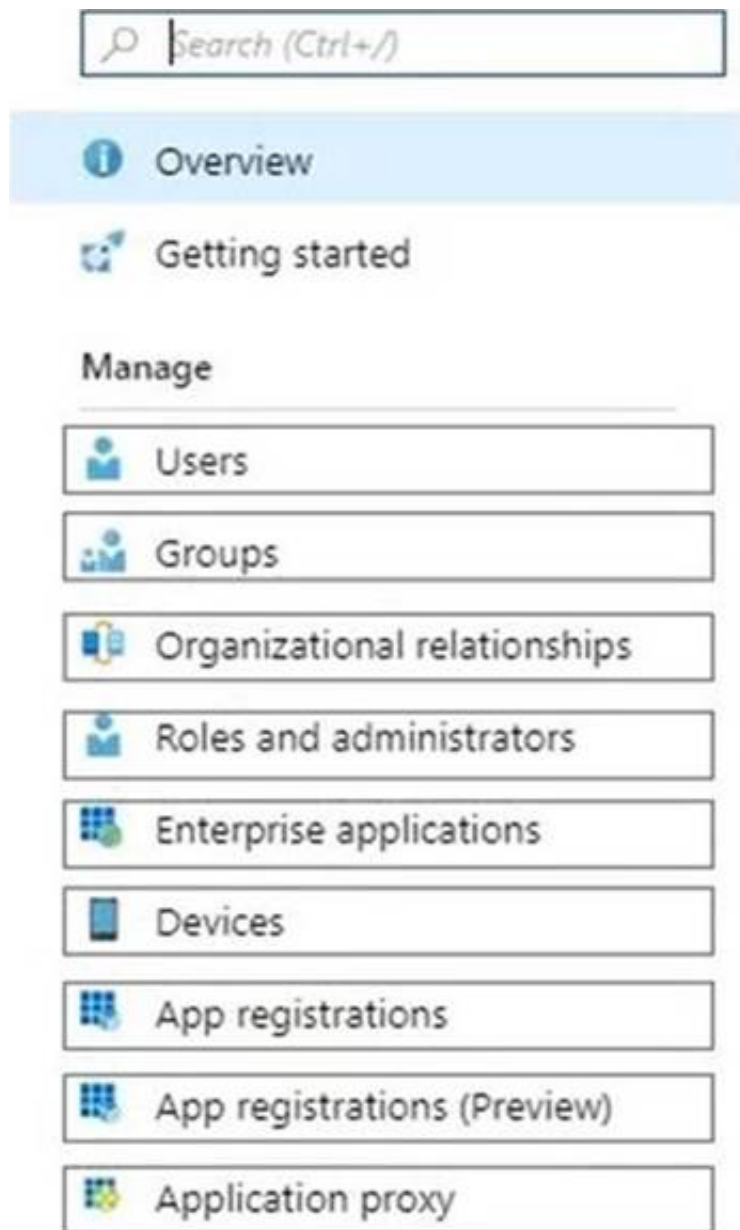 Search (Ctrl+/)
Overview
Getting started
Manage
Users
Groups
Organizational relationships
Roles and administrators
Enterprise applications
Devices
App registrations
App registrations (Preview)
Application proxy